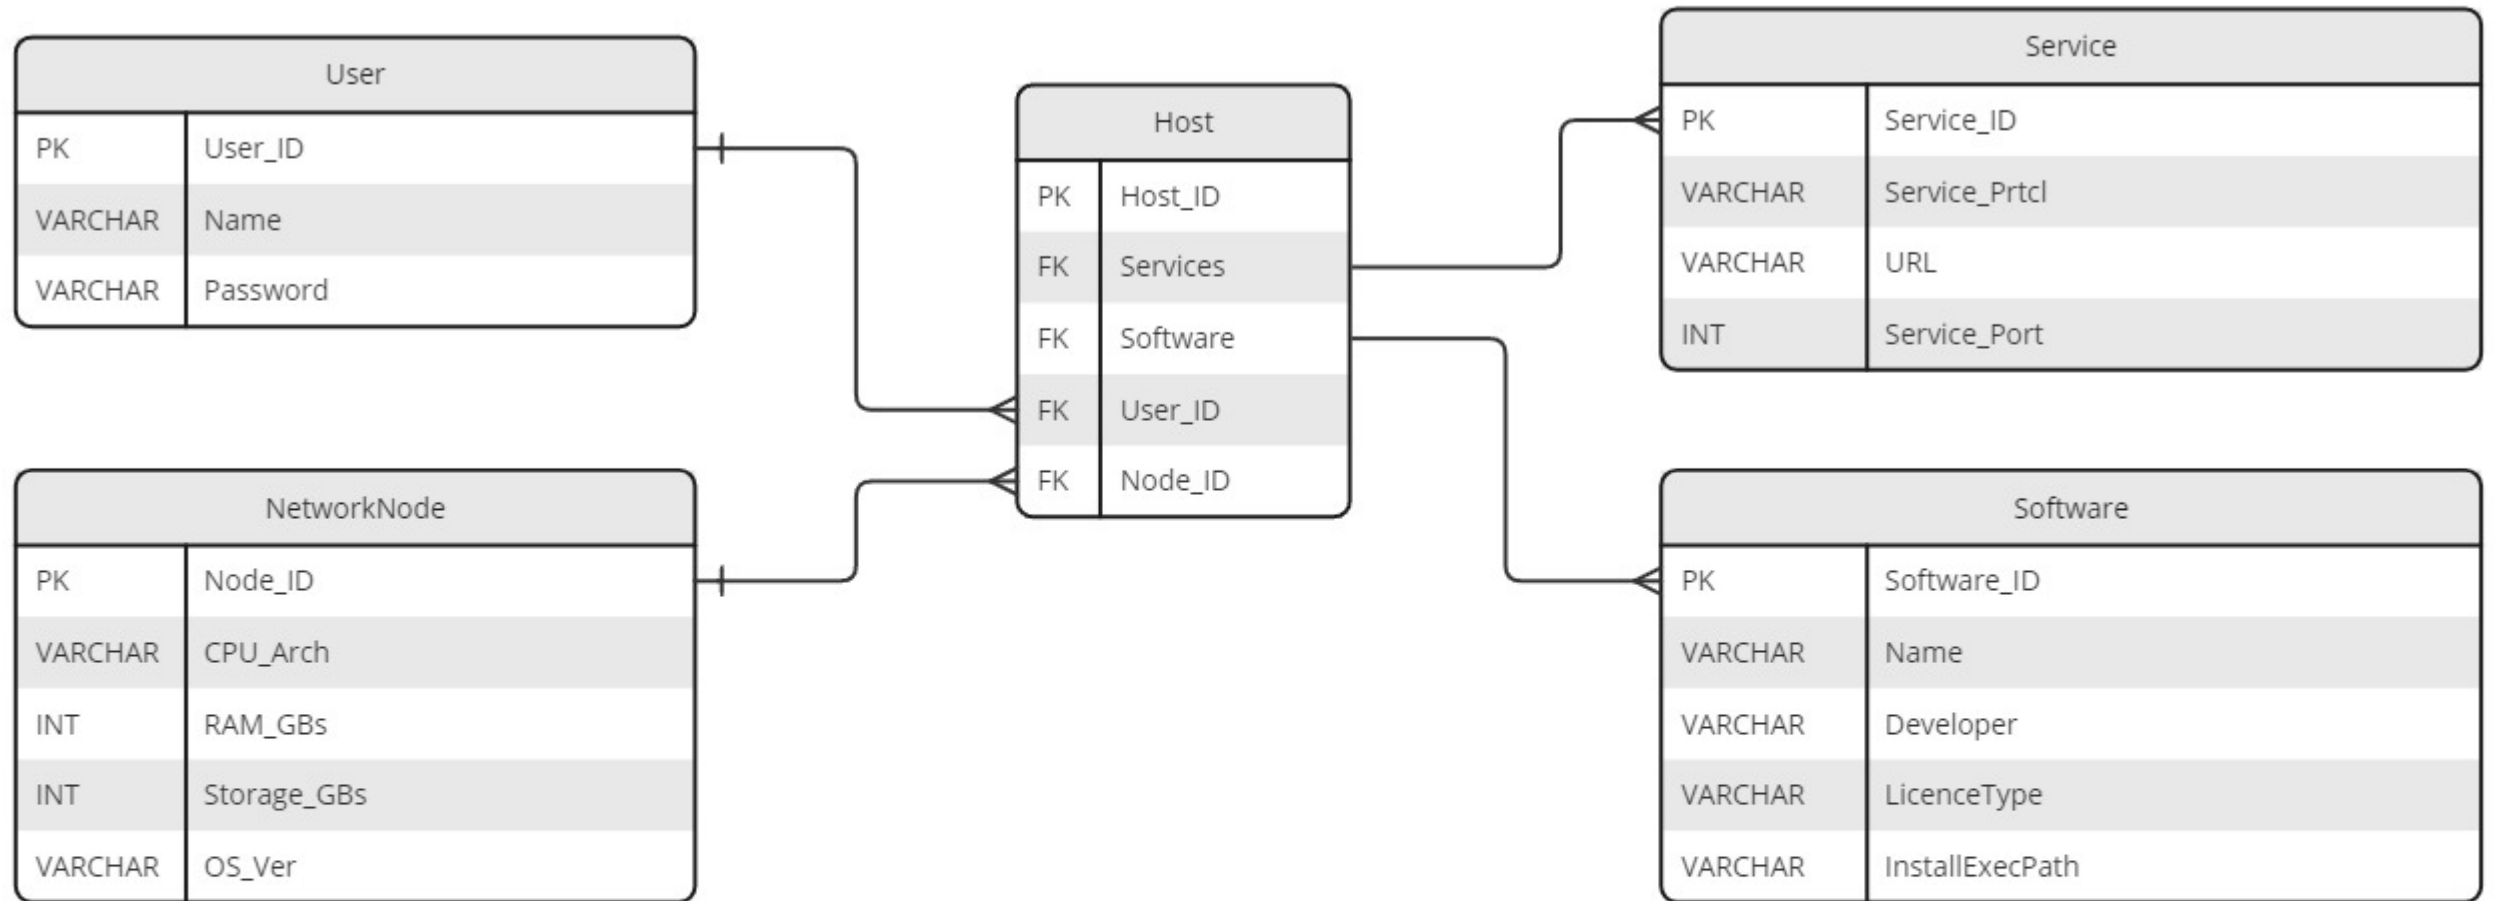 User
PK User_ID
VARCHAR Name
VARCHAR Password
NetworkNode
PK Node_ID
VARCHAR CPU_Arch
INT RAM_GBs
INT Storage_GBs
VARCHAR OS_Ver
Host
PK Host_ID
FK Services
FK Software
FK User_ID
FK Node_ID
Service
PK Service_ID
VARCHAR Service_Prtcl
VARCHAR URL
INT Service_Port
Software
PK Software_ID
VARCHAR Name
VARCHAR Developer
VARCHAR LicenceType
VARCHAR InstallExecPath